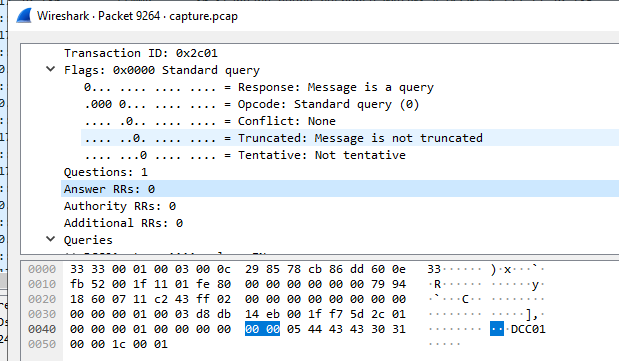 Wireshark · Packet 9264 · capture.pcap
Transaction ID: 0x2c01
Flags: 0x0000 Standard query
0... .... .... .... = Response: Message is a query
.000 0... .... .... = Opcode: Standard query (0)
.... .0.. .... .... = Conflict: None
.... ..0. .... .... = Truncated: Message is not truncated
.... ...0 .... .... = Tentative: Not tentative
Questions: 1
Answer RRs: 0
Authority RRs: 0
Additional RRs: 0
Queries
0000 33 33 00 01 00 03 00 0c 29 85 78 cb 86 dd 60 0e 33······ )·x···`·
0010 fb 52 00 1f 11 01 fe 80 00 00 00 00 00 00 79 94 ·R······ ······y·
0020 18 60 07 11 c2 43 ff 02 00 00 00 00 00 00 00 00 ·`···C·· ········
0030 00 00 00 01 00 03 d8 db 14 eb 00 1f f7 5d 2c 01 ········ ·····],·
0040 00 00 00 01 00 00 00 00 00 00 05 44 43 43 30 31 ········ ···DCC01
0050 00 00 1c 00 01 ·····